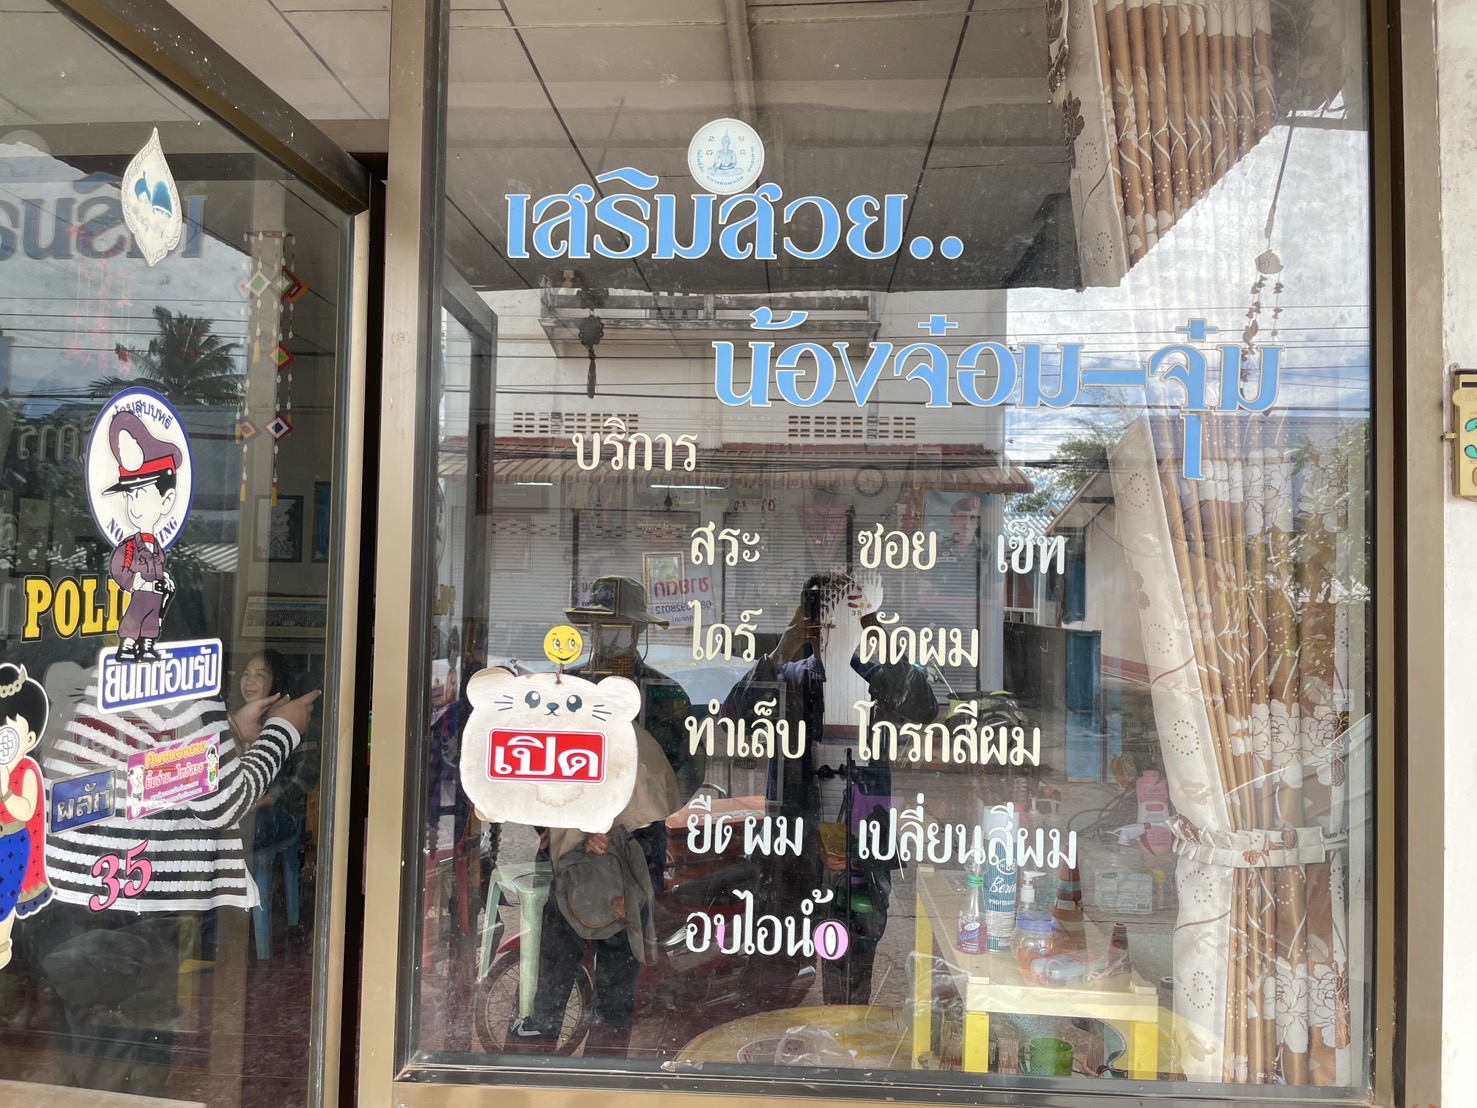 เสริมสวย..
น้องจ๋อม-จุ๋ม
บริการ
สระ ซอย เซ็ท
ไดร์ ดัดผม
ทำเล็บ โกรกสีผม
ยืดผม เปลี่ยนสีผม
อบไอน้ำ
เปิด
POLI
ยินดีต้อนรับ
ผลัก
35